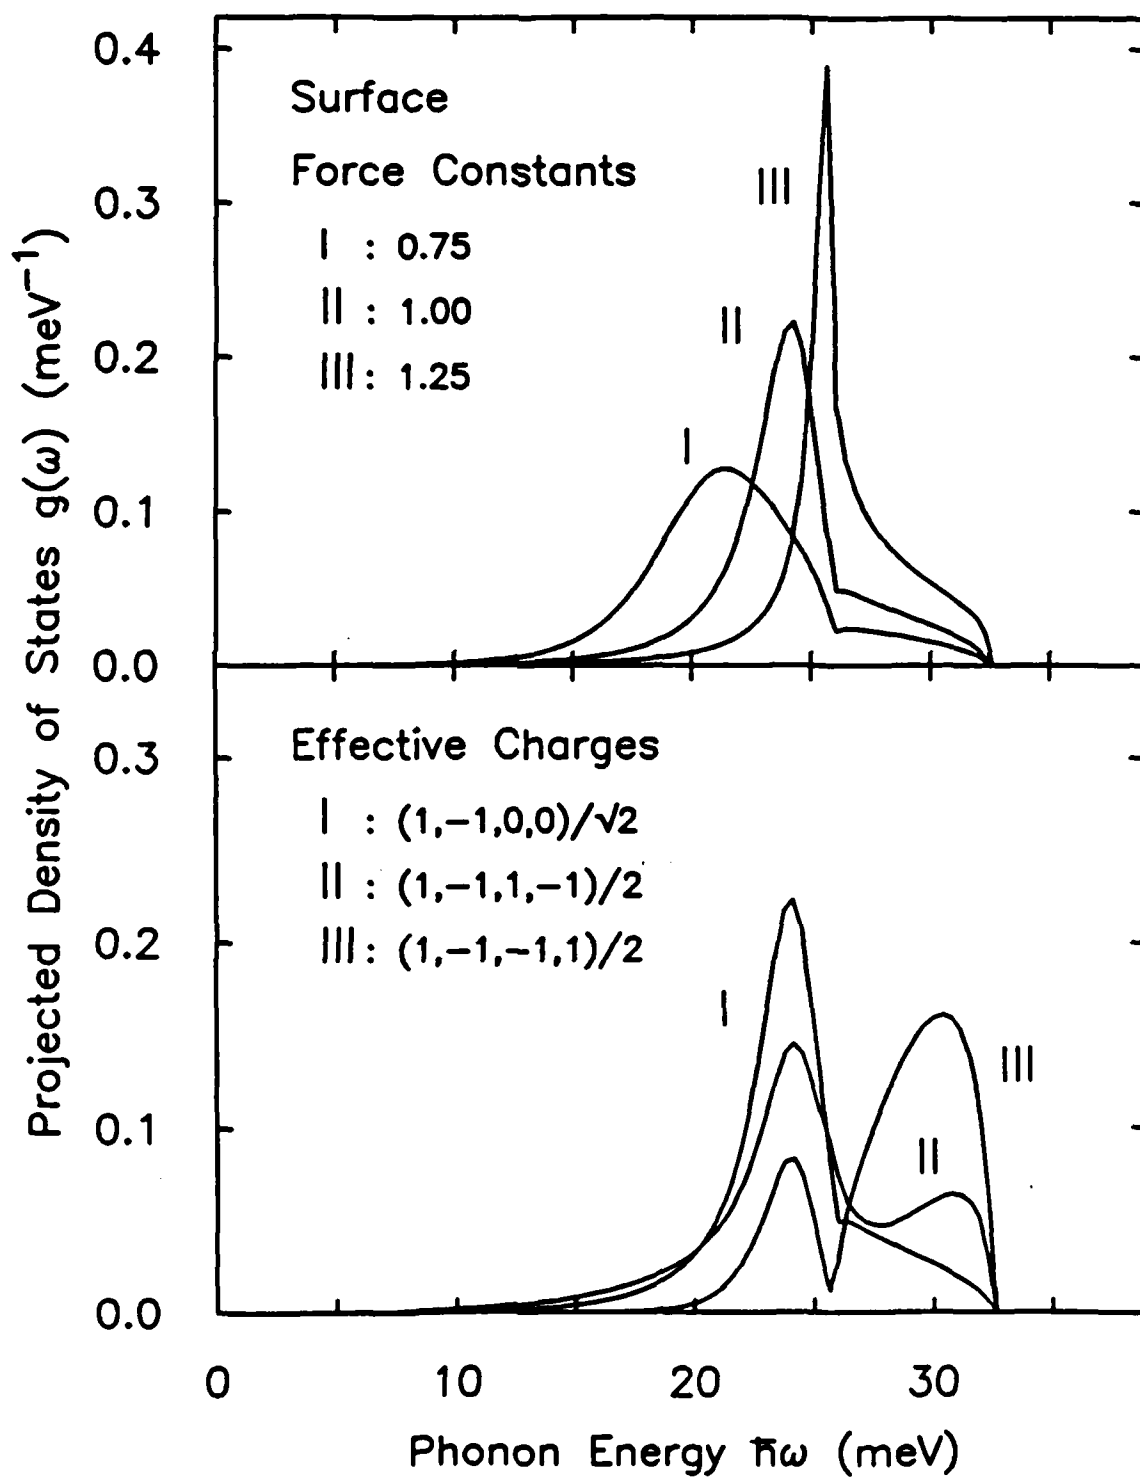 Projected Density of States g(ω) (meV⁻¹)
0.4
0.3
0.2
0.1
0.0
Surface
Force Constants
I : 0.75
II : 1.00
III : 1.25
I
II
III
0.3
0.2
0.1
0.0
Effective Charges
I : (1,−1,0,0)/√2
II : (1,−1,1,−1)/2
III : (1,−1,−1,1)/2
I
III
II
0 10 20 30
Phonon Energy ħω (meV)